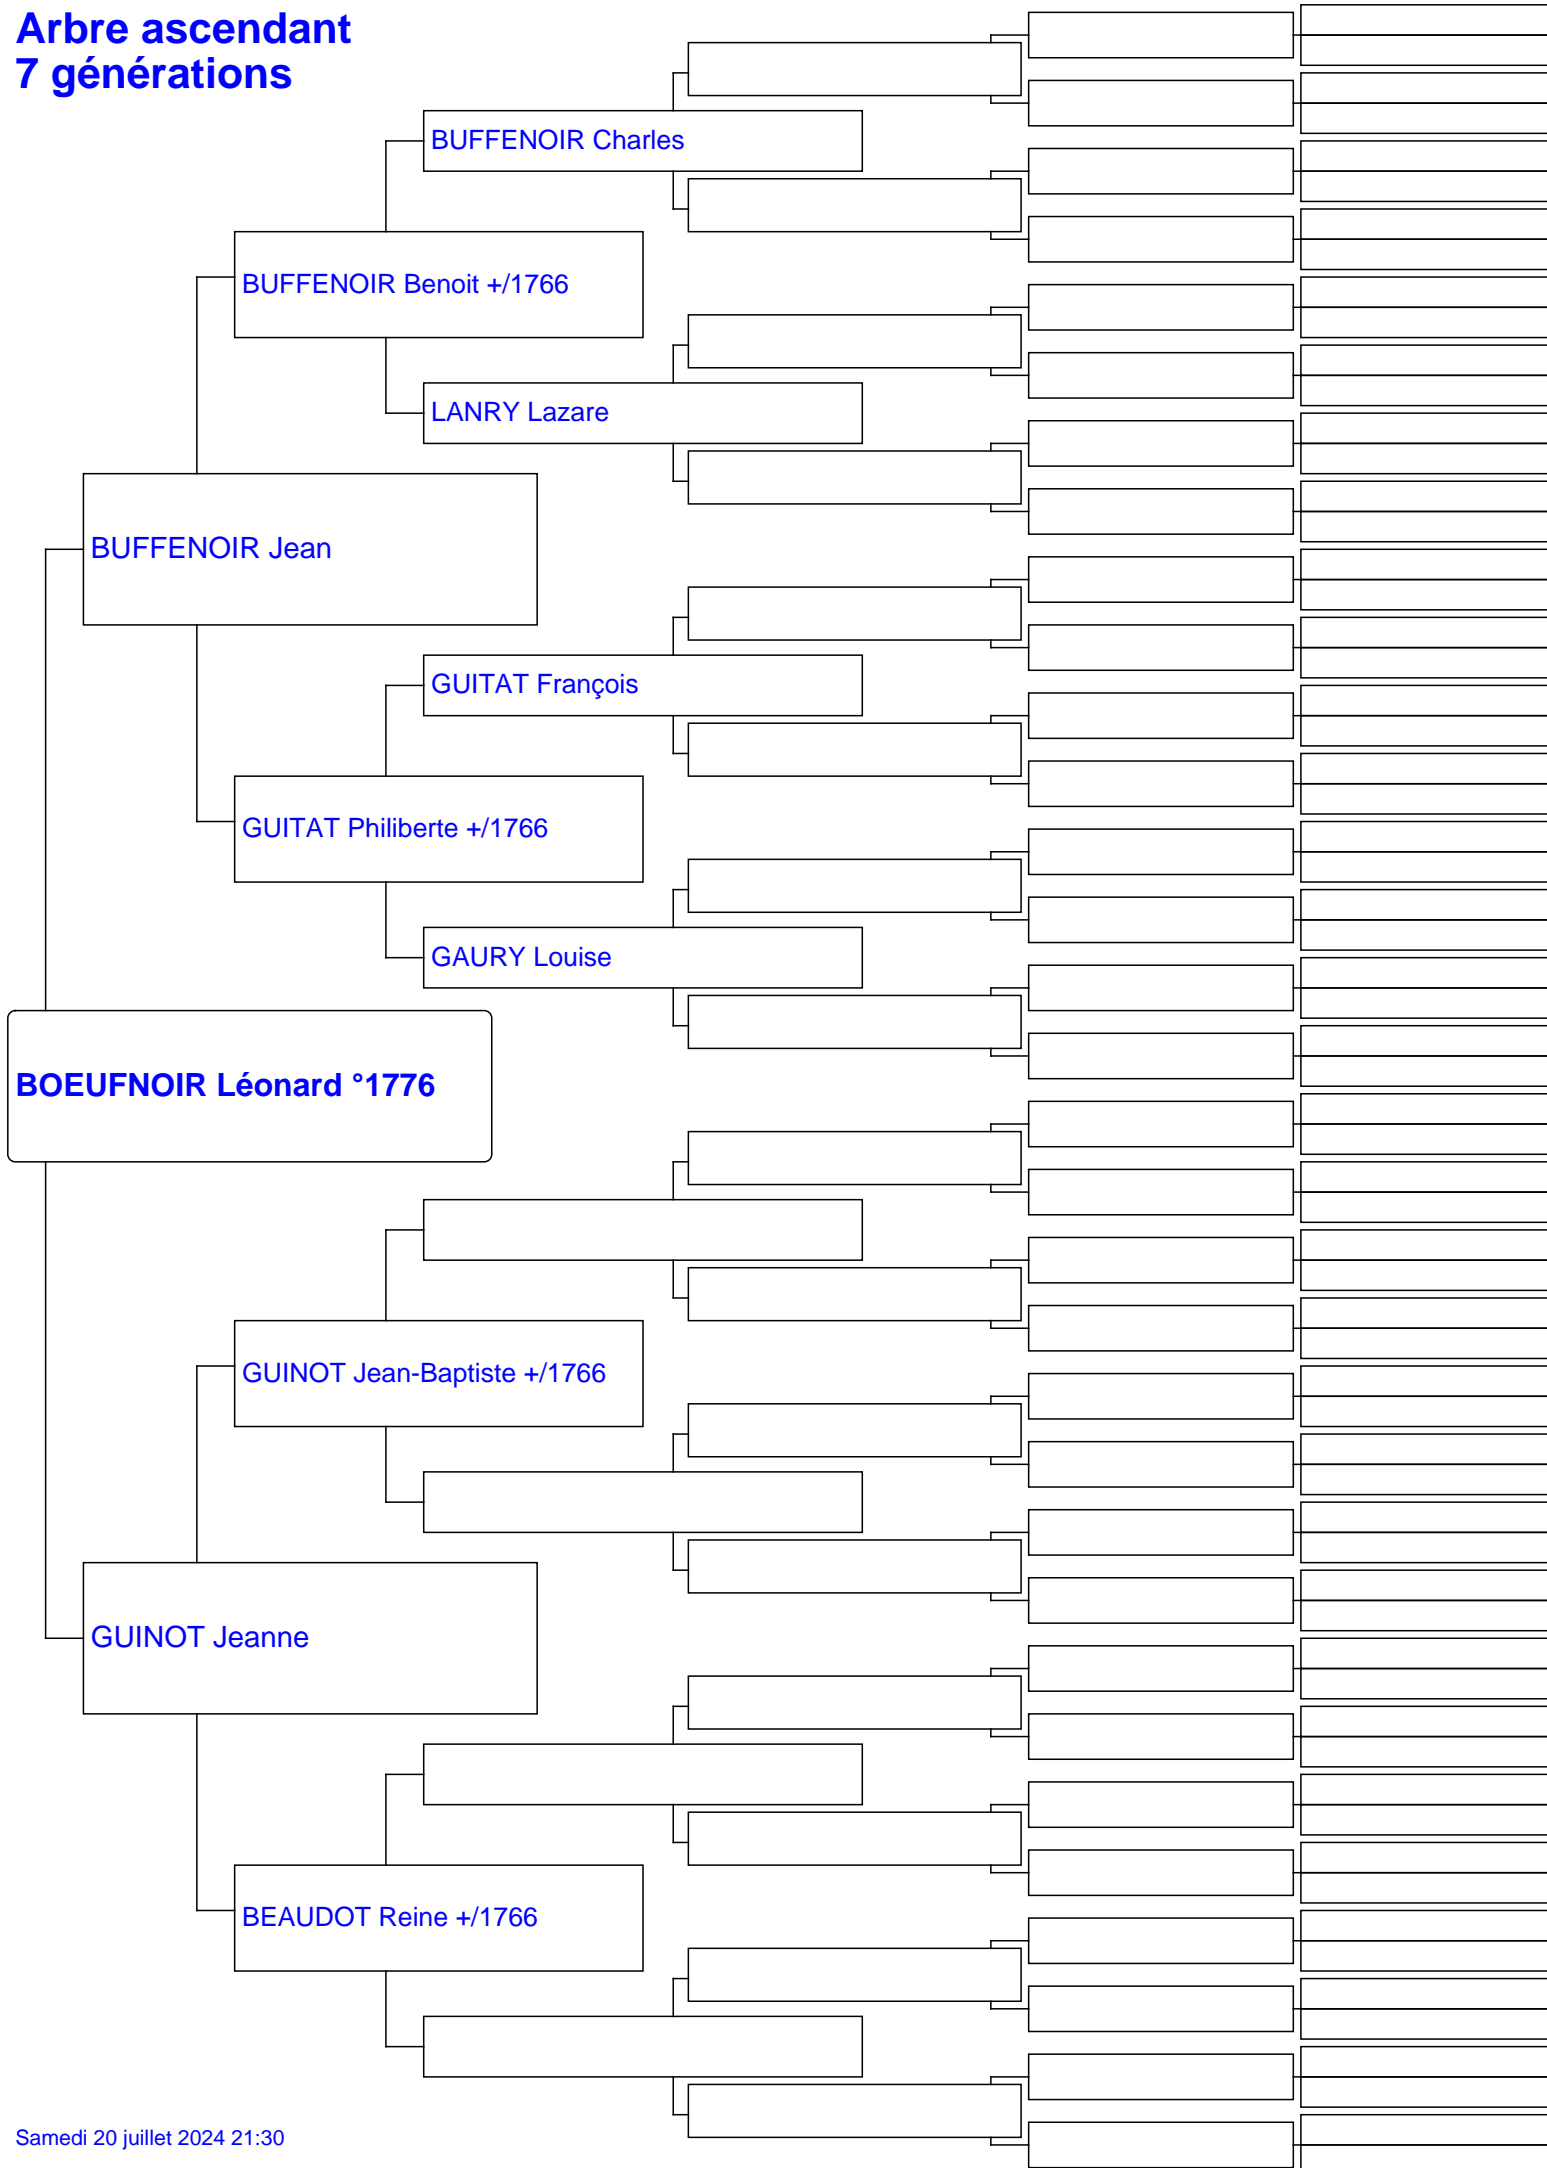 Arbre ascendant
7 générations
BUFFENOIR Charles
BUFFENOIR Benoit +/1766
LANRY Lazare
BUFFENOIR Jean
GUITAT François
GUITAT Philiberte +/1766
GAURY Louise
BOEUFNOIR Léonard °1776
GUINOT Jean-Baptiste +/1766
GUINOT Jeanne
BEAUDOT Reine +/1766
Samedi 20 juillet 2024 21:30